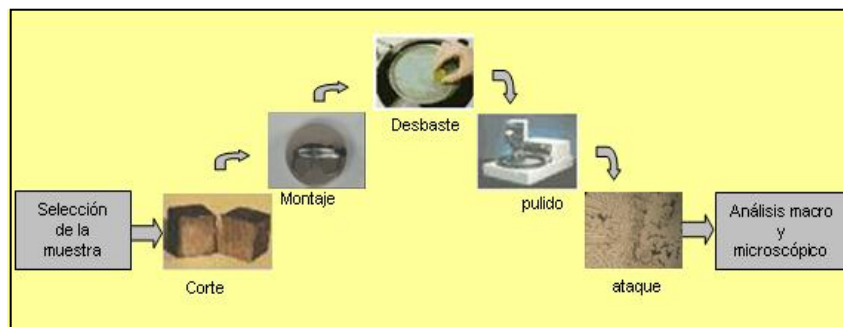 Selección
de la
muestra
Corte
Montaje
Desbaste
pulido
ataque
Análisis macro
y
microscópico